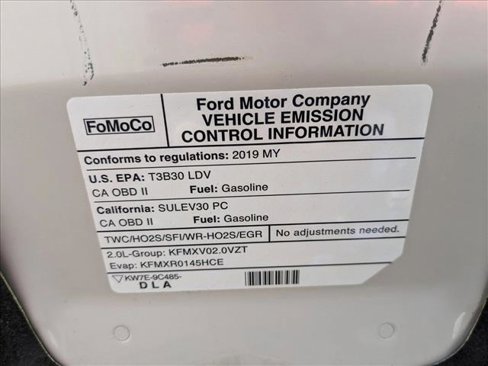 FoMoCo
Ford Motor Company
VEHICLE EMISSION
CONTROL INFORMATION
Conforms to regulations: 2019 MY
U.S. EPA: T3B30 LDV
CA OBD II Fuel: Gasoline
California: SULEV30 PC
CA OBD II Fuel: Gasoline
TWC/HO2S/SFI/WR-HO2S/EGR
No adjustments needed.
2.0L-Group: KFMXV02.0VZT
Evap: KFMXR0145HCE
KW7E-9C485-
DLA